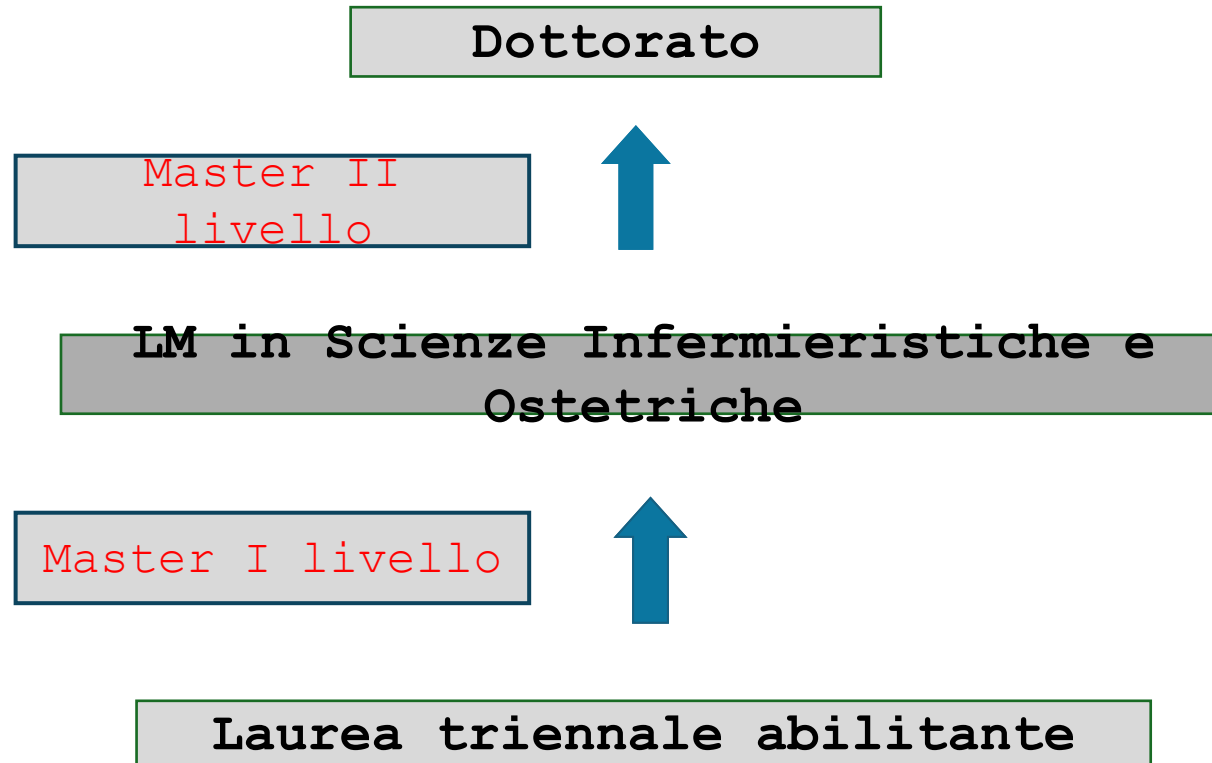 Dottorato
Master II
livello
LM in Scienze Infermieristiche e
Ostetriche
Master I livello
Laurea triennale abilitante